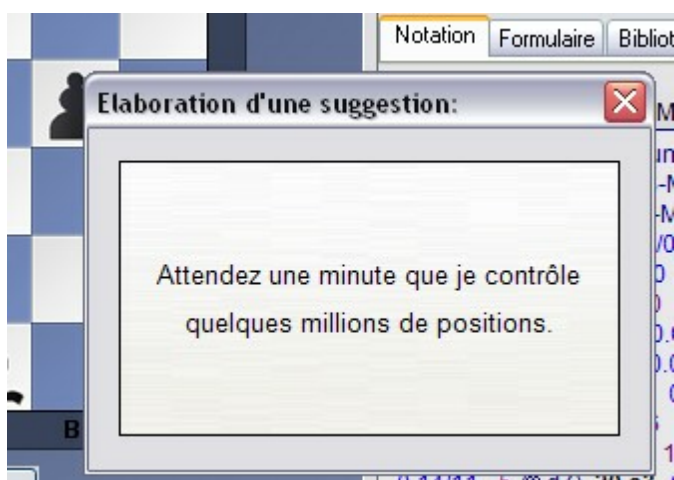 Notation Formulaire
Elaboration d'une suggestion:
Attendez une minute que je contrôle
quelques millions de positions.
B